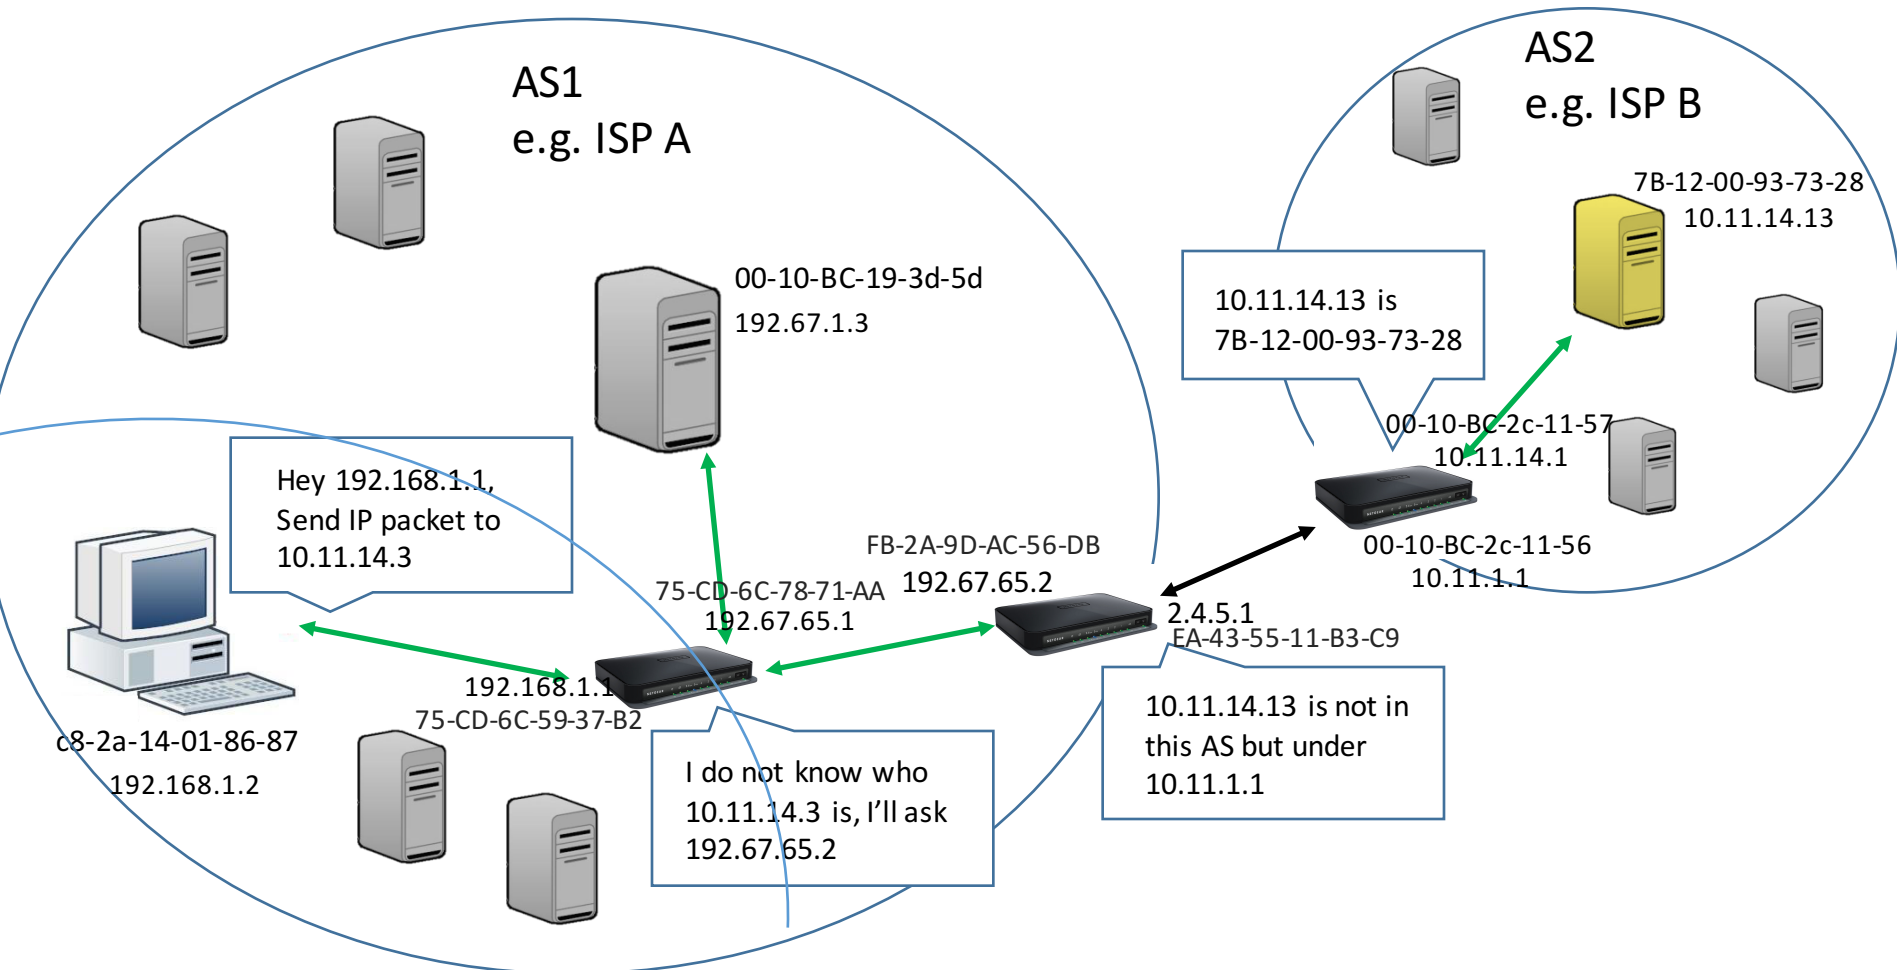 AS1
e.g. ISP A
AS2
e.g. ISP B
7B-12-00-93-73-28
10.11.14.13
00-10-BC-19-3d-5d
192.67.1.3
10.11.14.13 is
7B-12-00-93-73-28
00-10-BC-2c-11-57
10.11.14.1
Hey 192.168.1.1,
Send IP packet to
10.11.14.3
FB-2A-9D-AC-56-DB
192.67.65.2
00-10-BC-2c-11-56
10.11.1.1
75-CD-6C-78-71-AA
192.67.65.1
2.4.5.1
EA-43-55-11-B3-C9
192.168.1.1
75-CD-6C-59-37-B2
c8-2a-14-01-86-87
192.168.1.2
10.11.14.13 is not in
this AS but under
10.11.1.1
I do not know who
10.11.14.3 is, I'll ask
192.67.65.2